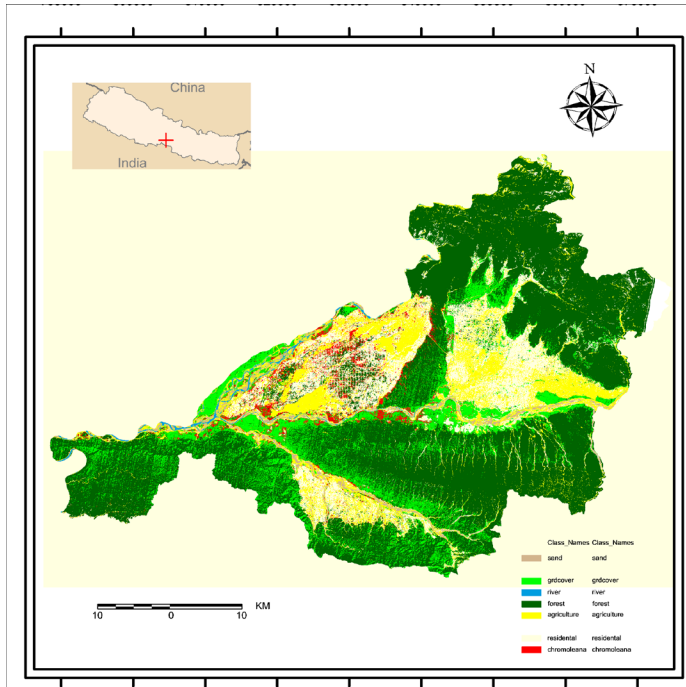 China
N
India
Class_Names Class_Names
sand sand
grdcover grdcover
river river
forest forest
agriculture agriculture
10 0 10 KM
residental residental
chromoleana chromoleana